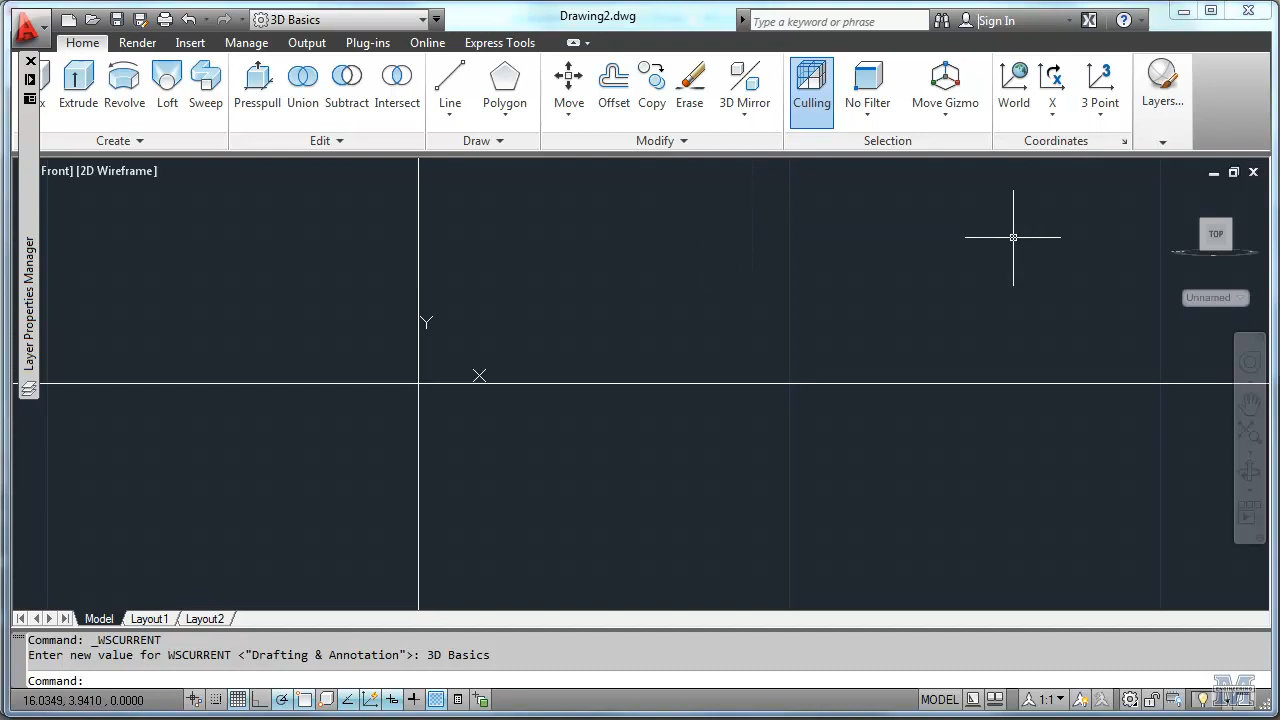 3D Basics
Drawing2.dwg
Type a keyword or phrase
Sign In
Home Render Insert Manage Output Plug-ins Online Express Tools
x Extrude Revolve Loft Sweep Presspull Union Subtract Intersect Line Polygon Move Offset Copy Erase 3D Mirror Culling No Filter Move Gizmo World X 3 Point Layers...
Create Edit Draw Modify Selection Coordinates
Front] [2D Wireframe]
TOP
Unnamed
Layer Properties Manager
Y
X
Model Layout1 Layout2
Command: _WSCURRENT
Enter new value for WSCURRENT <"Drafting & Annotation">: 3D Basics
Command:
16.0349, 3.9410, 0.0000
MODEL
1:1
ENGINEERING